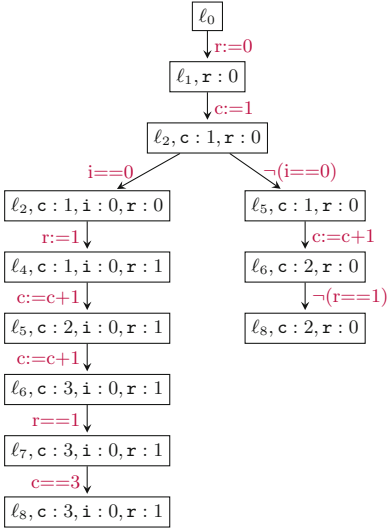 ℓ₀
r:=0
ℓ₁, r : 0
c:=1
ℓ₂, c : 1, r : 0
i==0 ¬(i==0)
ℓ₂, c : 1, i : 0, r : 0 ℓ₅, c : 1, r : 0
r:=1 c:=c+1
ℓ₄, c : 1, i : 0, r : 1 ℓ₆, c : 2, r : 0
c:=c+1 ¬(r==1)
ℓ₅, c : 2, i : 0, r : 1 ℓ₈, c : 2, r : 0
c:=c+1
ℓ₆, c : 3, i : 0, r : 1
r==1
ℓ₇, c : 3, i : 0, r : 1
c==3
ℓ₈, c : 3, i : 0, r : 1